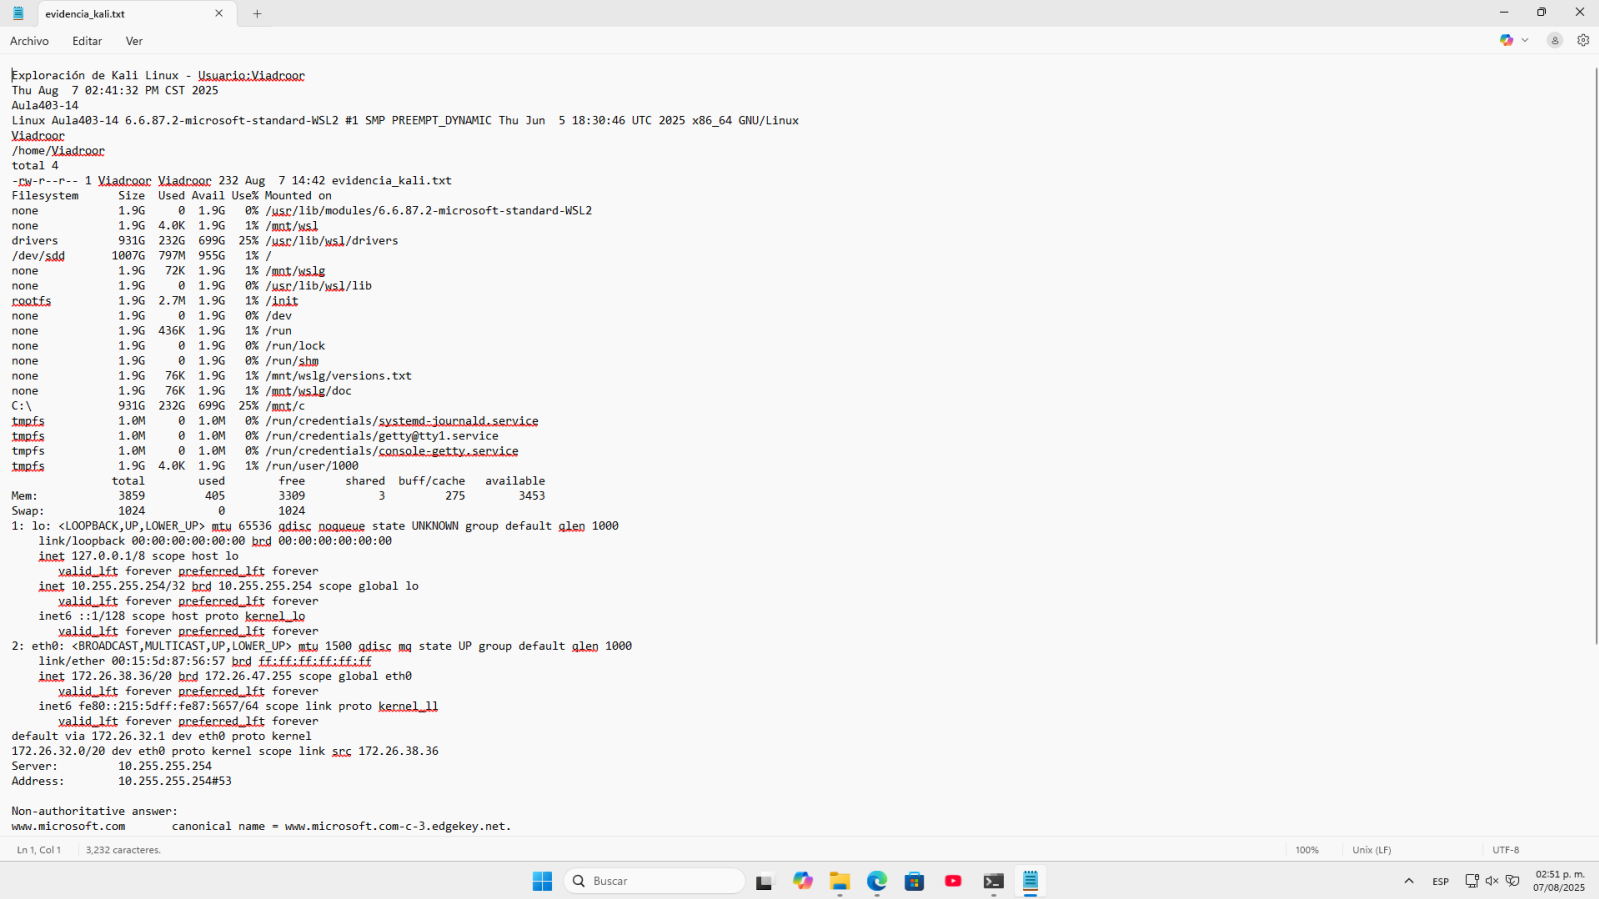 evidencia_kali.txt
Archivo Editar Ver
Exploración de Kali Linux - Usuario:Viadroor
Thu Aug  7 02:41:32 PM CST 2025
Aula403-14
Linux Aula403-14 6.6.87.2-microsoft-standard-WSL2 #1 SMP PREEMPT_DYNAMIC Thu Jun  5 18:30:46 UTC 2025 x86_64 GNU/Linux
Viadroor
/home/Viadroor
total 4
-rw-r--r-- 1 Viadroor Viadroor 232 Aug  7 14:42 evidencia_kali.txt
Filesystem      Size  Used Avail Use% Mounted on
none            1.9G     0  1.9G   0% /usr/lib/modules/6.6.87.2-microsoft-standard-WSL2
none            1.9G  4.0K  1.9G   1% /mnt/wsl
drivers         931G  232G  699G  25% /usr/lib/wsl/drivers
/dev/sdd       1007G  797M  955G   1% /
none            1.9G   72K  1.9G   1% /mnt/wslg
none            1.9G     0  1.9G   0% /usr/lib/wsl/lib
rootfs          1.9G  2.7M  1.9G   1% /init
none            1.9G     0  1.9G   0% /dev
none            1.9G  436K  1.9G   1% /run
none            1.9G     0  1.9G   0% /run/lock
none            1.9G     0  1.9G   0% /run/shm
none            1.9G   76K  1.9G   1% /mnt/wslg/versions.txt
none            1.9G   76K  1.9G   1% /mnt/wslg/doc
C:\             931G  232G  699G  25% /mnt/c
tmpfs           1.0M     0  1.0M   0% /run/credentials/systemd-journald.service
tmpfs           1.0M     0  1.0M   0% /run/credentials/getty@tty1.service
tmpfs           1.0M     0  1.0M   0% /run/credentials/console-getty.service
tmpfs           1.9G  4.0K  1.9G   1% /run/user/1000
               total        used        free      shared  buff/cache   available
Mem:            3859         405        3309           3         275        3453
Swap:           1024           0        1024
1: lo: <LOOPBACK,UP,LOWER_UP> mtu 65536 qdisc noqueue state UNKNOWN group default qlen 1000
    link/loopback 00:00:00:00:00:00 brd 00:00:00:00:00:00
    inet 127.0.0.1/8 scope host lo
       valid_lft forever preferred_lft forever
    inet 10.255.255.254/32 brd 10.255.255.254 scope global lo
       valid_lft forever preferred_lft forever
    inet6 ::1/128 scope host proto kernel_lo
       valid_lft forever preferred_lft forever
2: eth0: <BROADCAST,MULTICAST,UP,LOWER_UP> mtu 1500 qdisc mq state UP group default qlen 1000
    link/ether 00:15:5d:87:56:57 brd ff:ff:ff:ff:ff:ff
    inet 172.26.38.36/20 brd 172.26.47.255 scope global eth0
       valid_lft forever preferred_lft forever
    inet6 fe80::215:5dff:fe87:5657/64 scope link proto kernel_ll
       valid_lft forever preferred_lft forever
default via 172.26.32.1 dev eth0 proto kernel
172.26.32.0/20 dev eth0 proto kernel scope link src 172.26.38.36
Server:         10.255.255.254
Address:        10.255.255.254#53
Non-authoritative answer:
www.microsoft.com       canonical name = www.microsoft.com-c-3.edgekey.net.
Ln 1, Col 1 3,232 caracteres. 100% Unix (LF) UTF-8
Buscar ESP 02:51 p. m.
07/08/2025